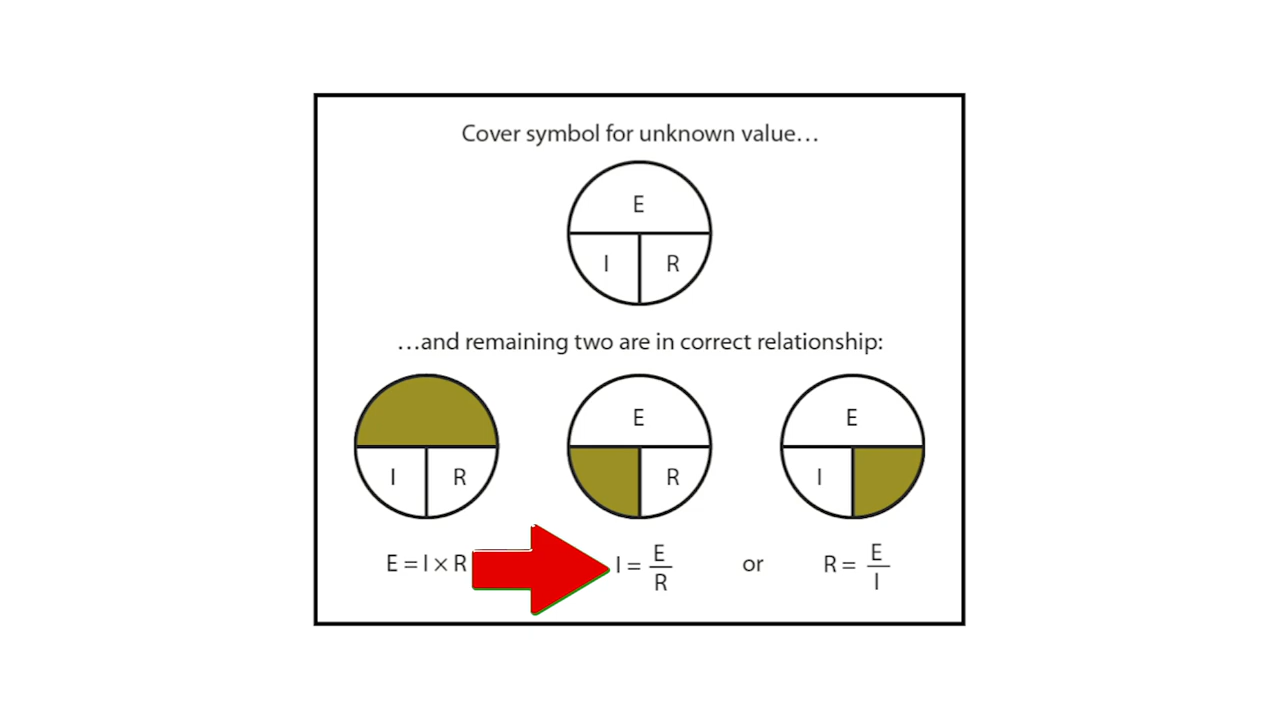 Cover symbol for unknown value…
E
I R
…and remaining two are in correct relationship:
E E
I R R I
E = I × R I = E/R or R = E/I